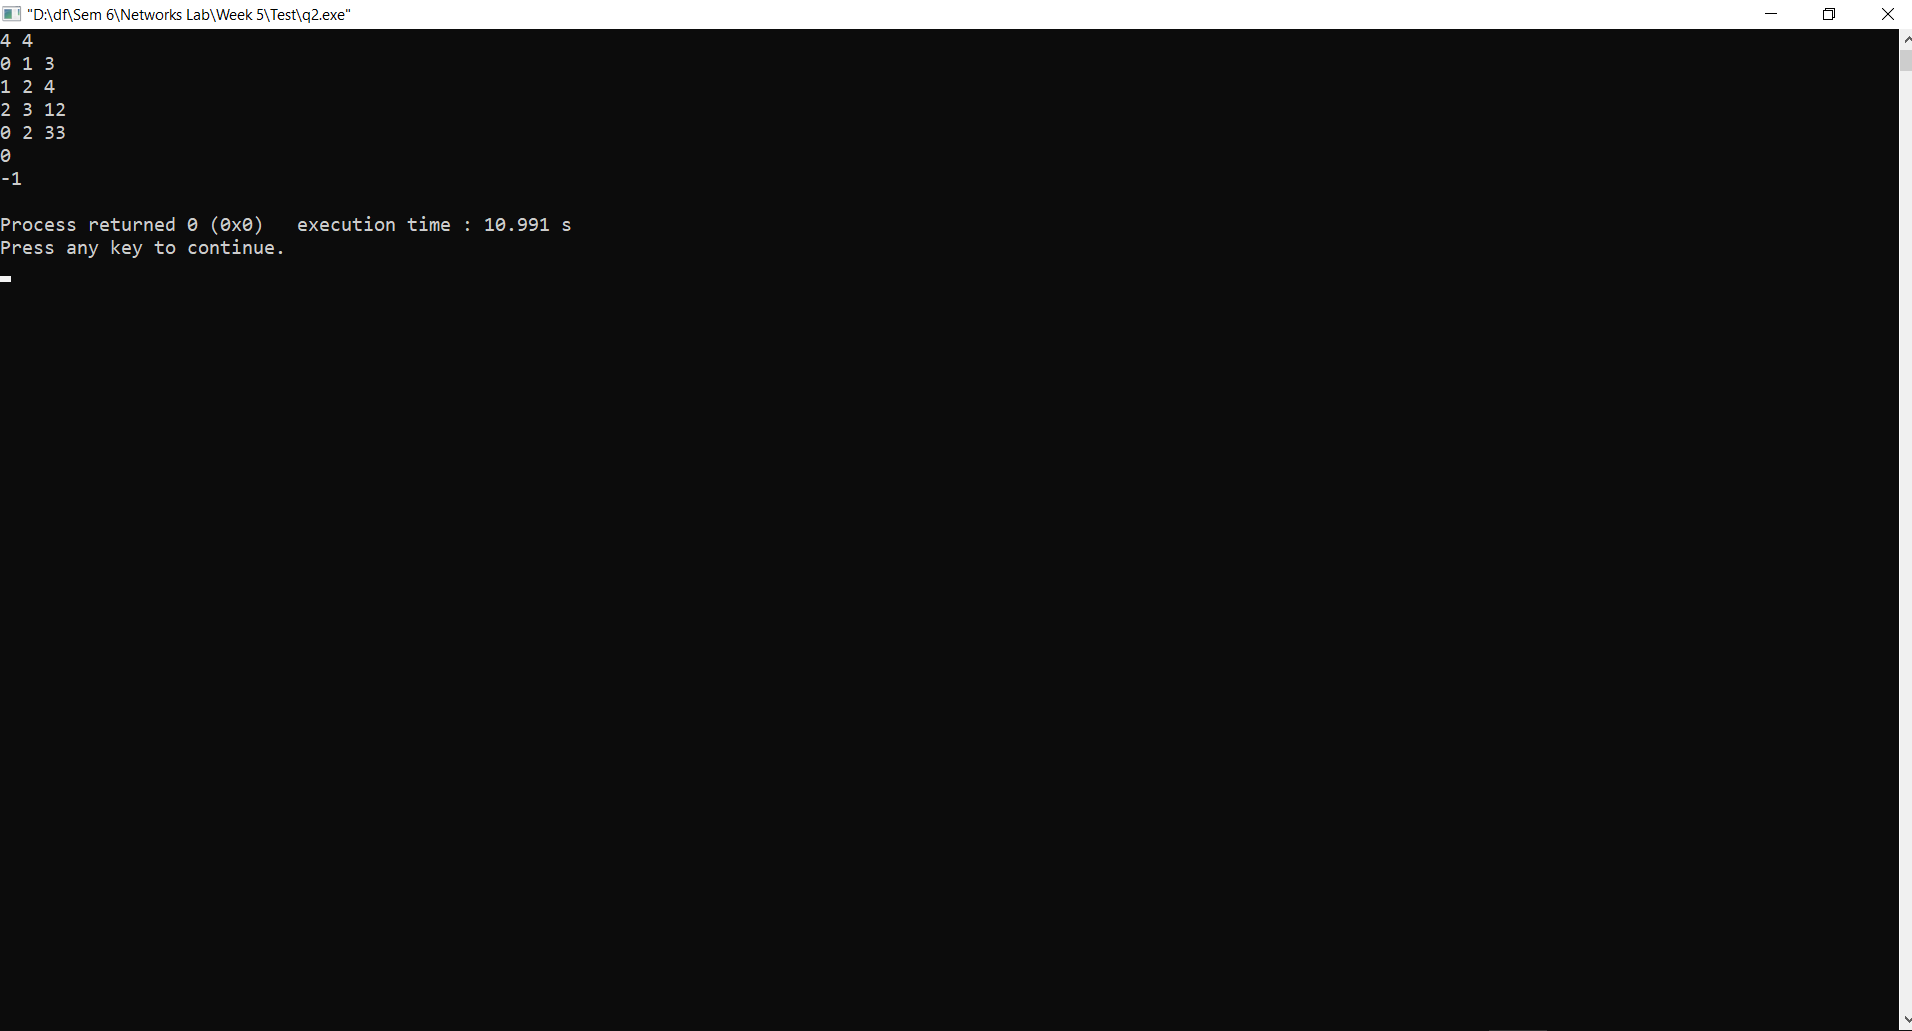 "D:\df\Sem 6\Networks Lab\Week 5\Test\q2.exe"
4 4
0 1 3
1 2 4
2 3 12
0 2 33
0
-1
Process returned 0 (0x0)   execution time : 10.991 s
Press any key to continue.